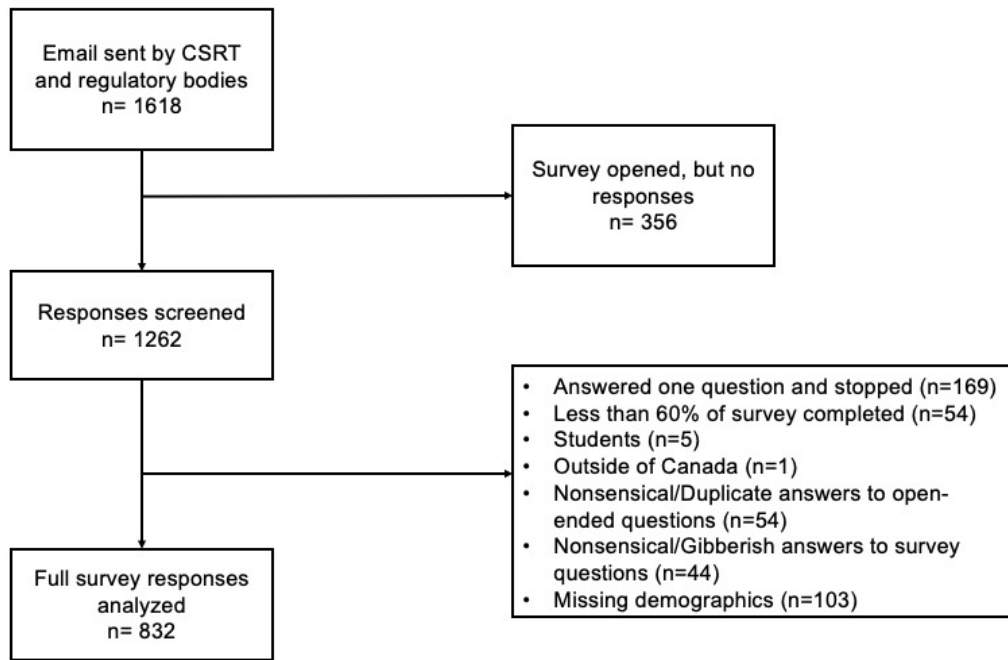 Email sent by CSRT
and regulatory bodies
n= 1618
Survey opened, but no
responses
n= 356
Responses screened
n= 1262
• Answered one question and stopped (n=169)
• Less than 60% of survey completed (n=54)
• Students (n=5)
• Outside of Canada (n=1)
• Nonsensical/Duplicate answers to open-
ended questions (n=54)
• Nonsensical/Gibberish answers to survey
questions (n=44)
• Missing demographics (n=103)
Full survey responses
analyzed
n= 832